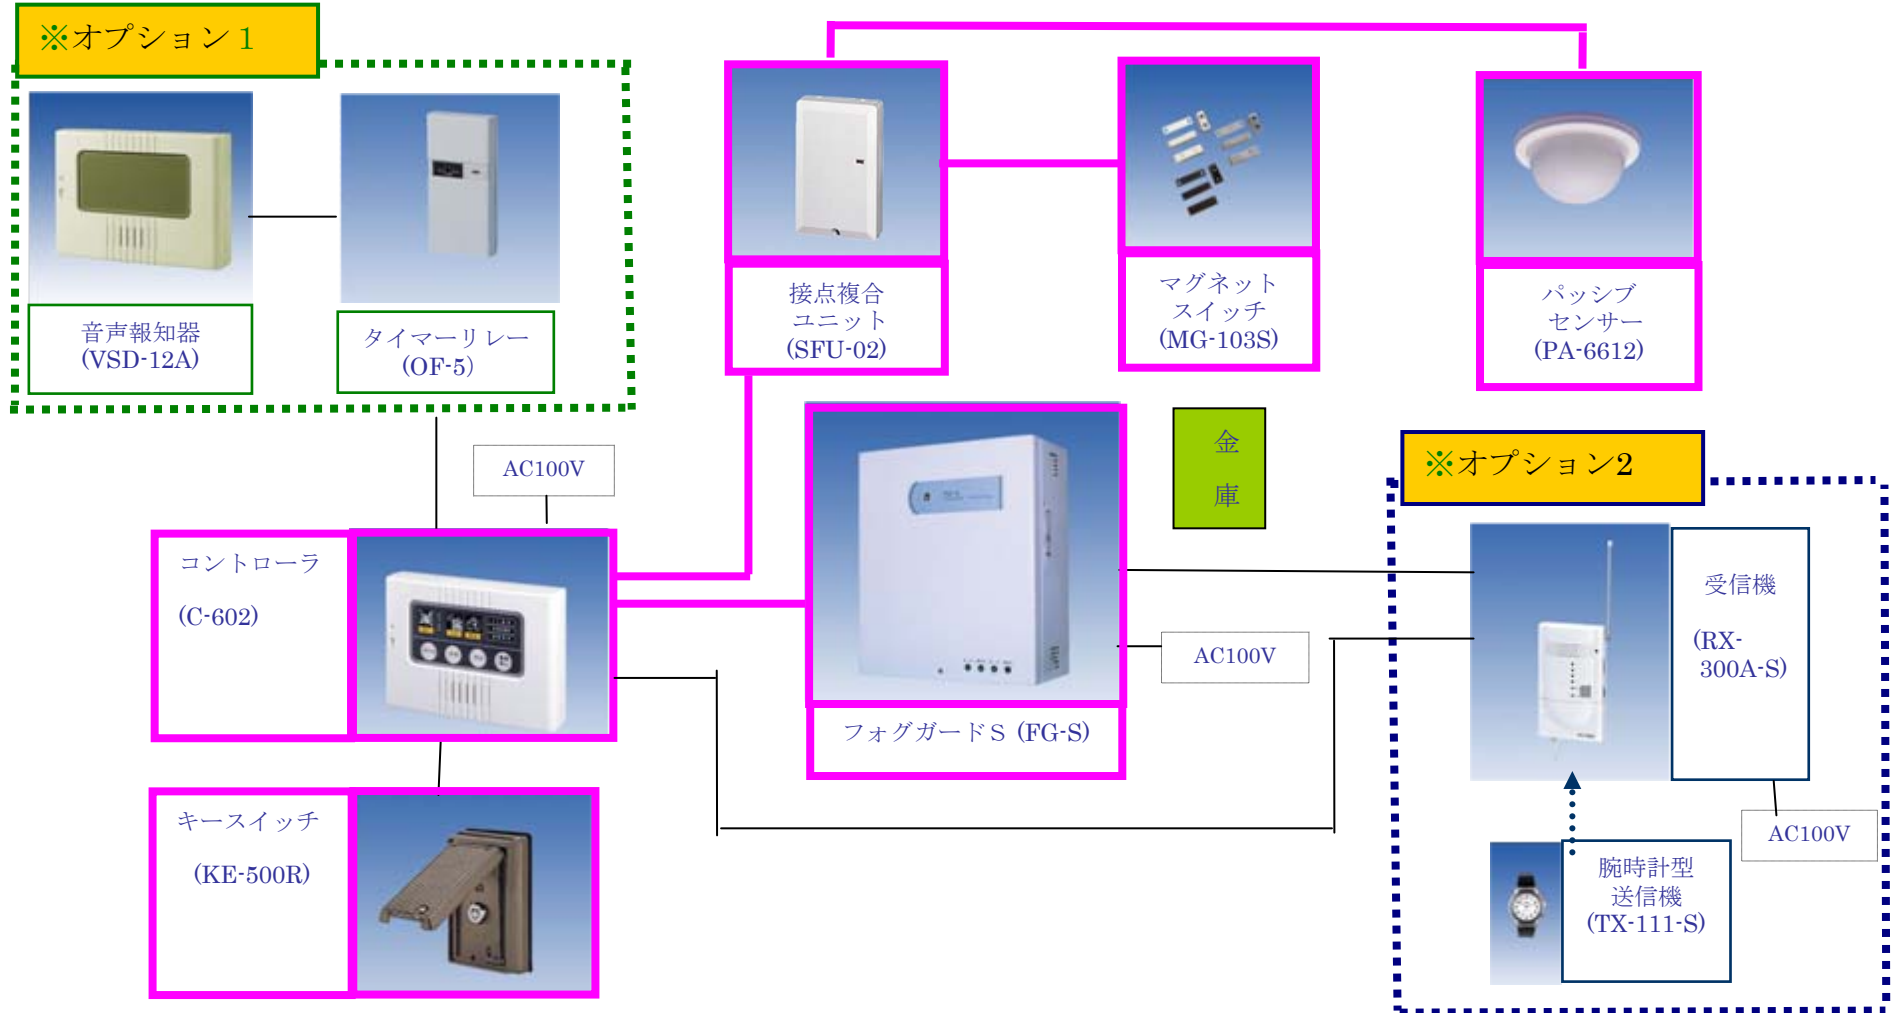 ※オプション１
音声報知器
(VSD-12A)
タイマーリレー
(OF-5)
接点複合
ユニット
(SFU-02)
マグネット
スイッチ
(MG-103S)
パッシブ
センサー
(PA-6612)
AC100V
金
庫
※オプション2
コントローラ
(C-602)
フォグガードＳ (FG-S)
AC100V
受信機
(RX-
300A-S)
AC100V
キースイッチ
(KE-500R)
腕時計型
送信機
(TX-111-S)